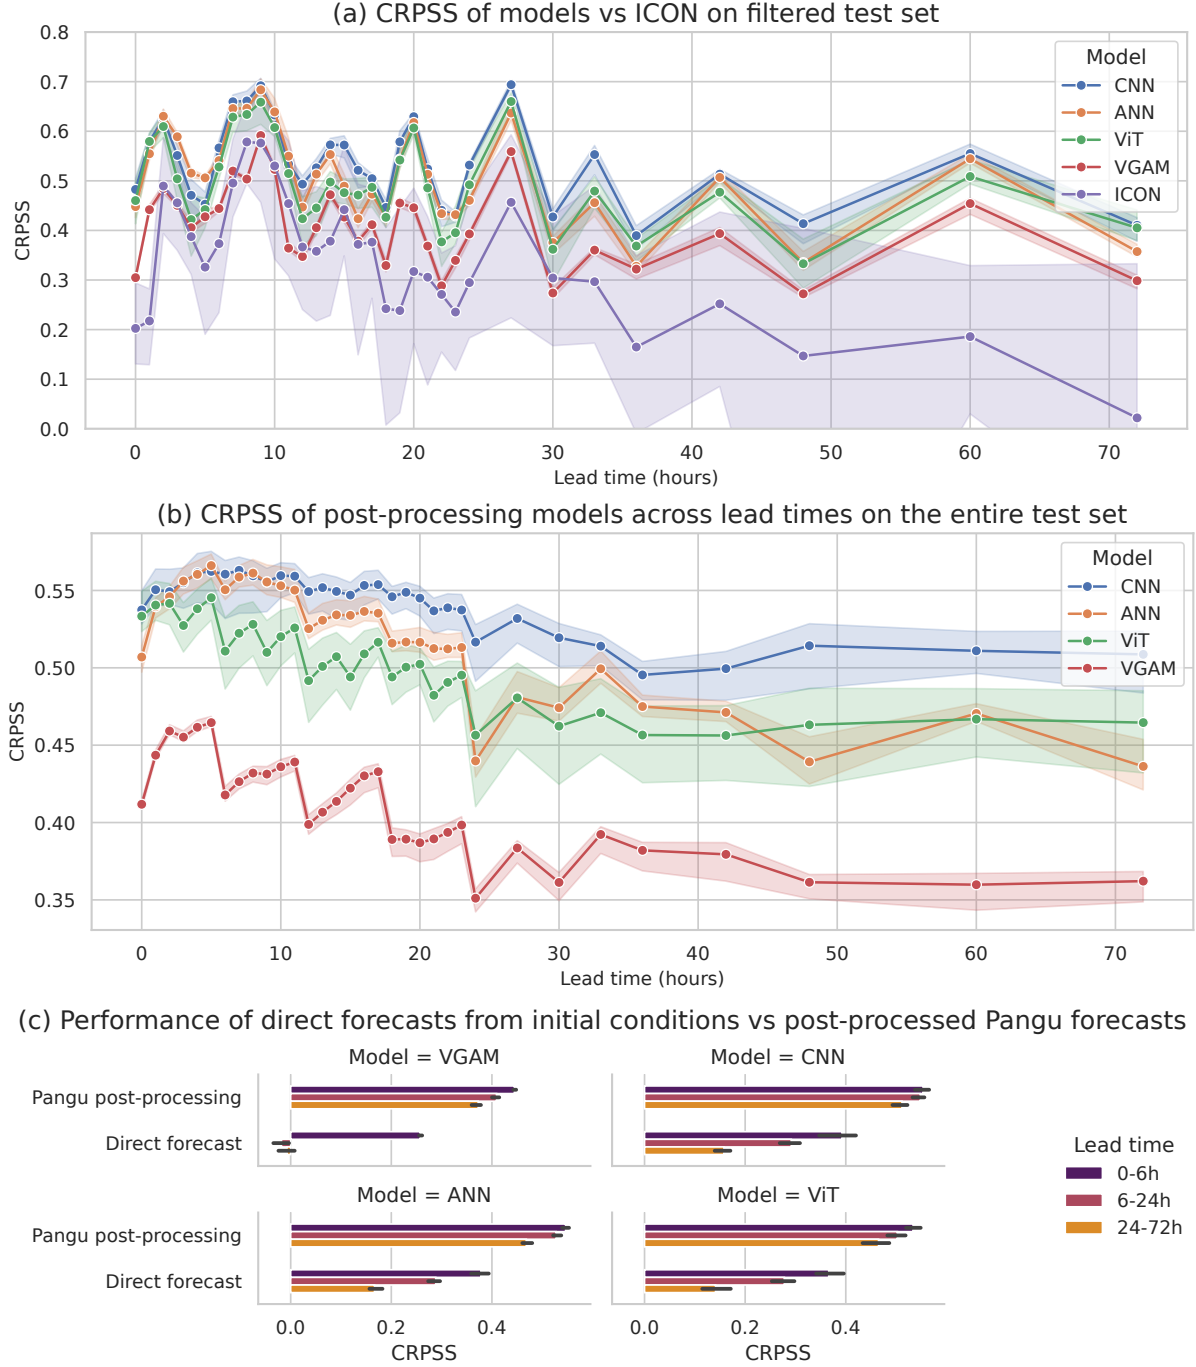 (a) CRPSS of models vs ICON on filtered test set
CRPSS
0.8
0.7
0.6
0.5
0.4
0.3
0.2
0.1
0.0
Model
CNN
ANN
ViT
VGAM
ICON
0 10 20 30 40 50 60 70
Lead time (hours)
(b) CRPSS of post-processing models across lead times on the entire test set
CRPSS
0.55
0.50
0.45
0.40
0.35
Model
CNN
ANN
ViT
VGAM
0 10 20 30 40 50 60 70
Lead time (hours)
(c) Performance of direct forecasts from initial conditions vs post-processed Pangu forecasts
Model = VGAM
Model = CNN
Pangu post-processing
Direct forecast
Model = ANN
Model = ViT
Pangu post-processing
Direct forecast
0.0 0.2 0.4
0.0 0.2 0.4
CRPSS
CRPSS
Lead time
0-6h
6-24h
24-72h